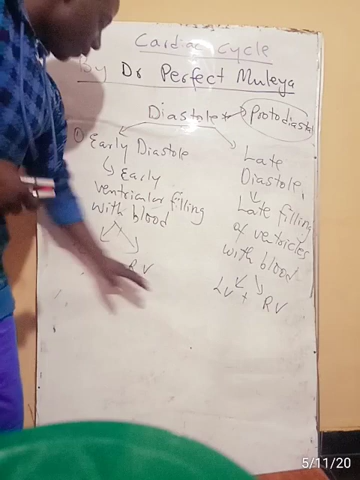 Cardiac cycle
By Dr Perfect Muleya
Diastole
Protodiastole
① Early Diastole
↳ Early
ventricular filling
with blood
RV
Late
Diastole
Late filling
of ventricles
with blood
LV + RV
5/11/20